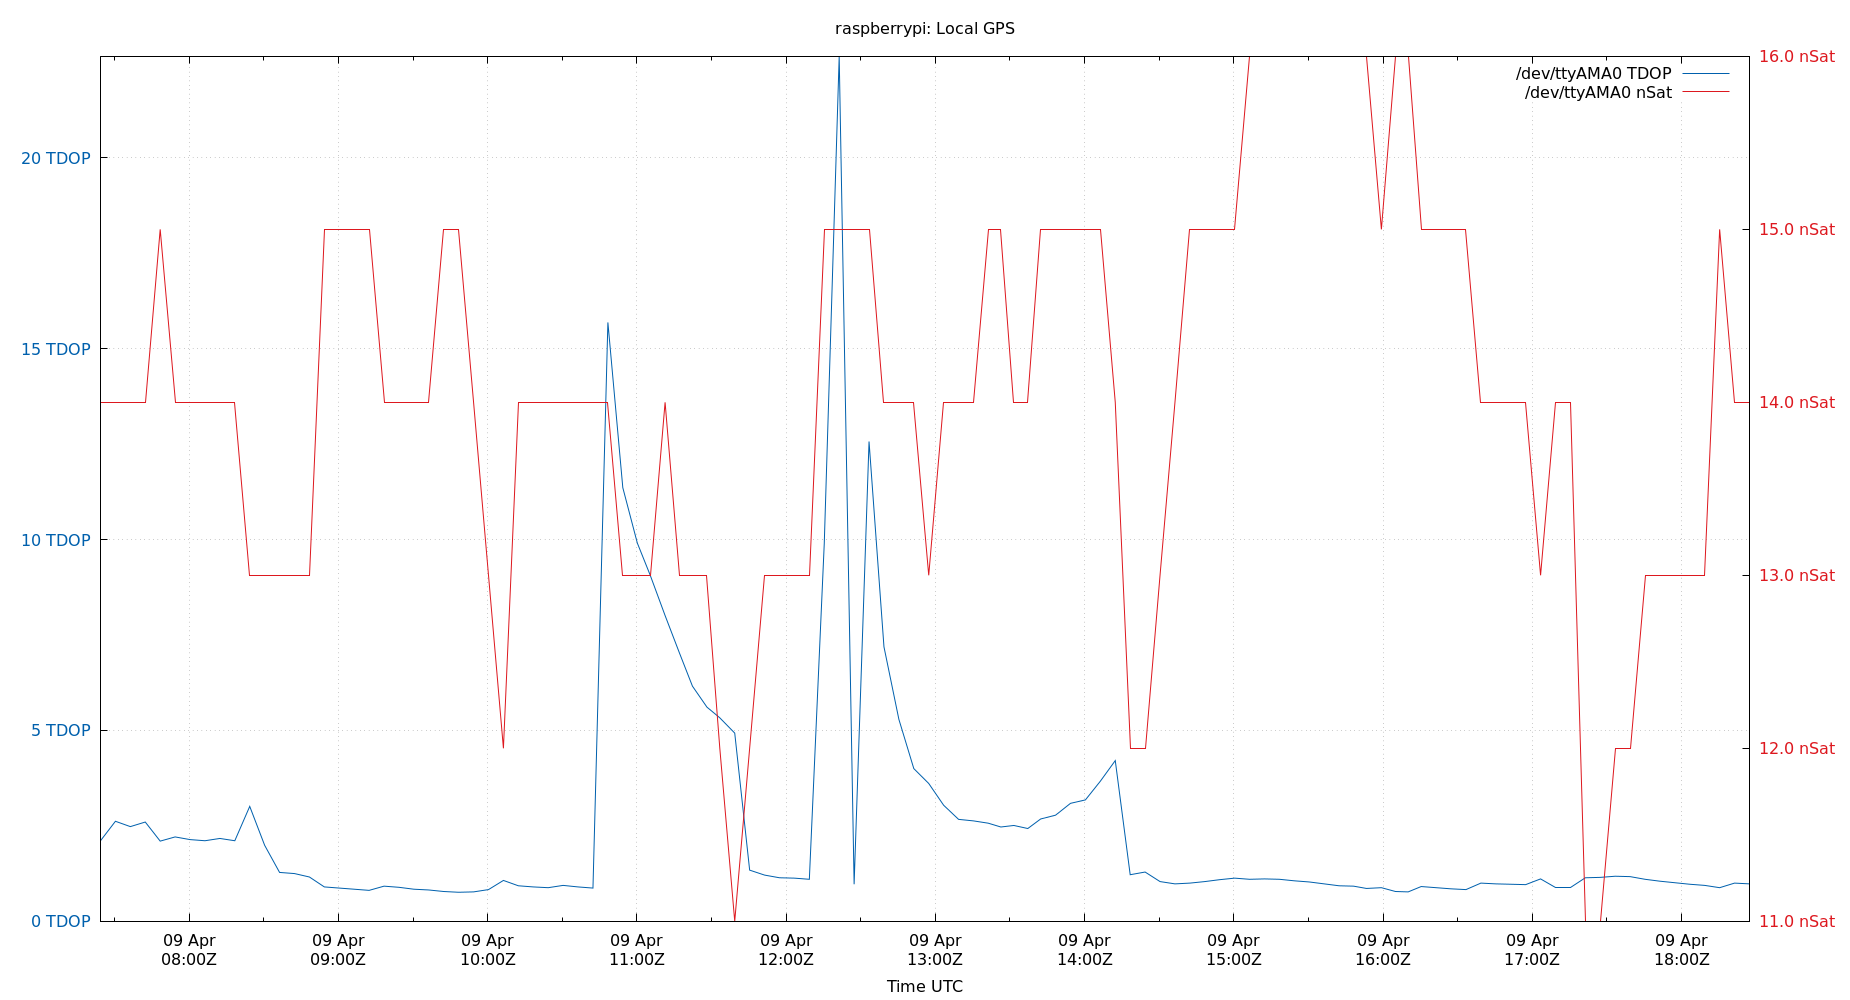 raspberrypi: Local GPS
/dev/ttyAMA0 TDOP
/dev/ttyAMA0 nSat
20 TDOP
15 TDOP
10 TDOP
5 TDOP
0 TDOP
16.0 nSat
15.0 nSat
14.0 nSat
13.0 nSat
12.0 nSat
11.0 nSat
09 Apr 09 Apr 09 Apr 09 Apr 09 Apr 09 Apr 09 Apr 09 Apr 09 Apr 09 Apr 09 Apr
08:00Z 09:00Z 10:00Z 11:00Z 12:00Z 13:00Z 14:00Z 15:00Z 16:00Z 17:00Z 18:00Z
Time UTC